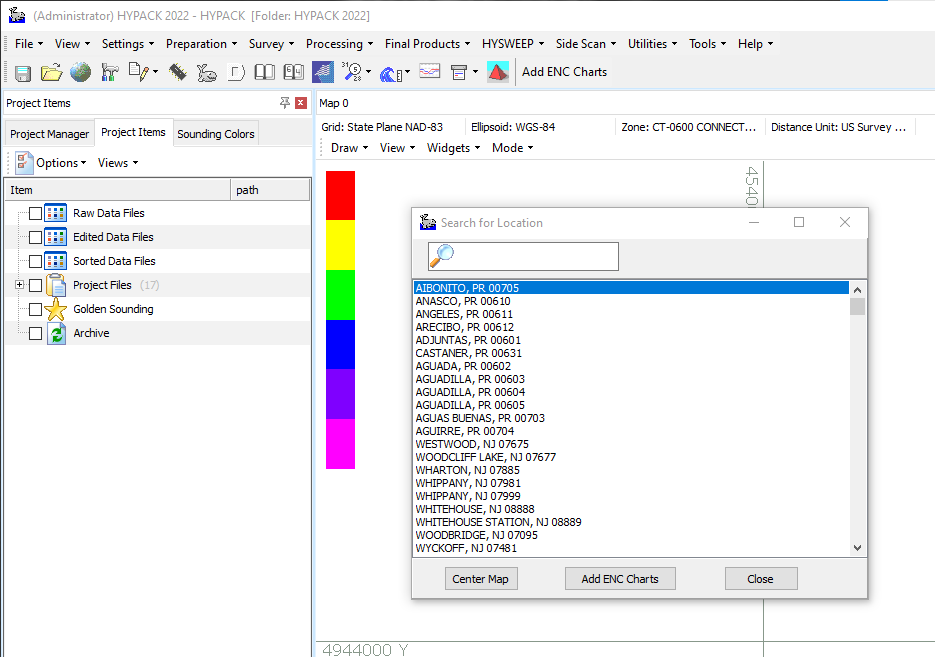 (Administrator) HYPACK 2022 - HYPACK [Folder: HYPACK 2022]
File View Settings Preparation Survey Processing Final Products HYSWEEP Side Scan Utilities Tools Help
Add ENC Charts
Project Items
Map 0
Project Manager Project Items Sounding Colors
Grid: State Plane NAD-83 Ellipsoid: WGS-84 Zone: CT-0600 CONNECT... Distance Unit: US Survey ...
Draw View Widgets Mode
Options Views
Item path
Raw Data Files
Edited Data Files
Sorted Data Files
Project Files (17)
Golden Sounding
Archive
4540
Search for Location
AIBONITO, PR 00705
ANASCO, PR 00610
ANGELES, PR 00611
ARECIBO, PR 00612
ADJUNTAS, PR 00601
CASTANER, PR 00631
AGUADA, PR 00602
AGUADILLA, PR 00603
AGUADILLA, PR 00604
AGUADILLA, PR 00605
AGUAS BUENAS, PR 00703
AGUIRRE, PR 00704
WESTWOOD, NJ 07675
WOODCLIFF LAKE, NJ 07677
WHARTON, NJ 07885
WHIPPANY, NJ 07981
WHIPPANY, NJ 07999
WHITEHOUSE, NJ 08888
WHITEHOUSE STATION, NJ 08889
WOODBRIDGE, NJ 07095
WYCKOFF, NJ 07481
Center Map Add ENC Charts Close
4944000 Y